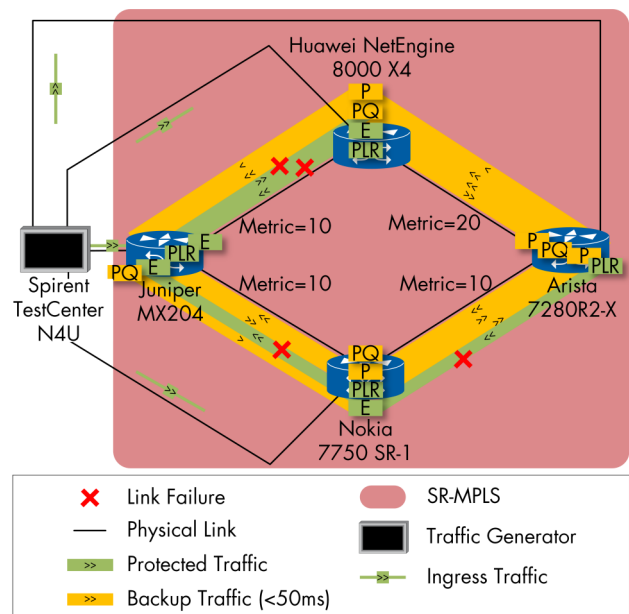 Huawei NetEngine
8000 X4
P
PQ
E
PLR
Metric=10
Metric=20
E
PLR
E
PQ
P
PQ
P
PLR
Spirent
TestCenter
N4U
Juniper
MX204
Metric=10
Metric=10
Arista
7280R2-X
PQ
P
PLR
E
Nokia
7750 SR-1
Link Failure
SR-MPLS
Physical Link
Traffic Generator
Protected Traffic
Ingress Traffic
Backup Traffic (<50ms)